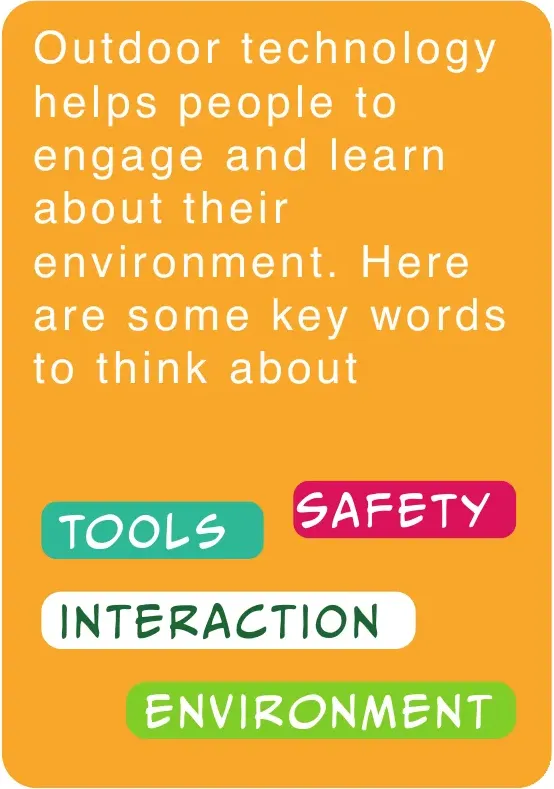 Outdoor technology
helps people to
engage and learn
about their
environment. Here
are some key words
to think about
SAFETY
TOOLS
INTERACTION
ENVIRONMENT